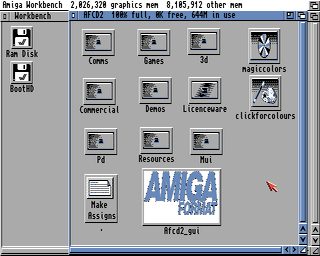 Amiga Workbench 2,026,320 graphics mem 8,105,912 other mem
Workbench
AFCD2 100% full, 0K free, 644M in use
Ram Disk
BootHD
Comms
Games
3d
magiccolors
Commercial
Demos
Licenceware
clickforcolours
Pd
Resources
Mui
Make
Assigns
AMIGA
FORMAT
Afcd2_gui